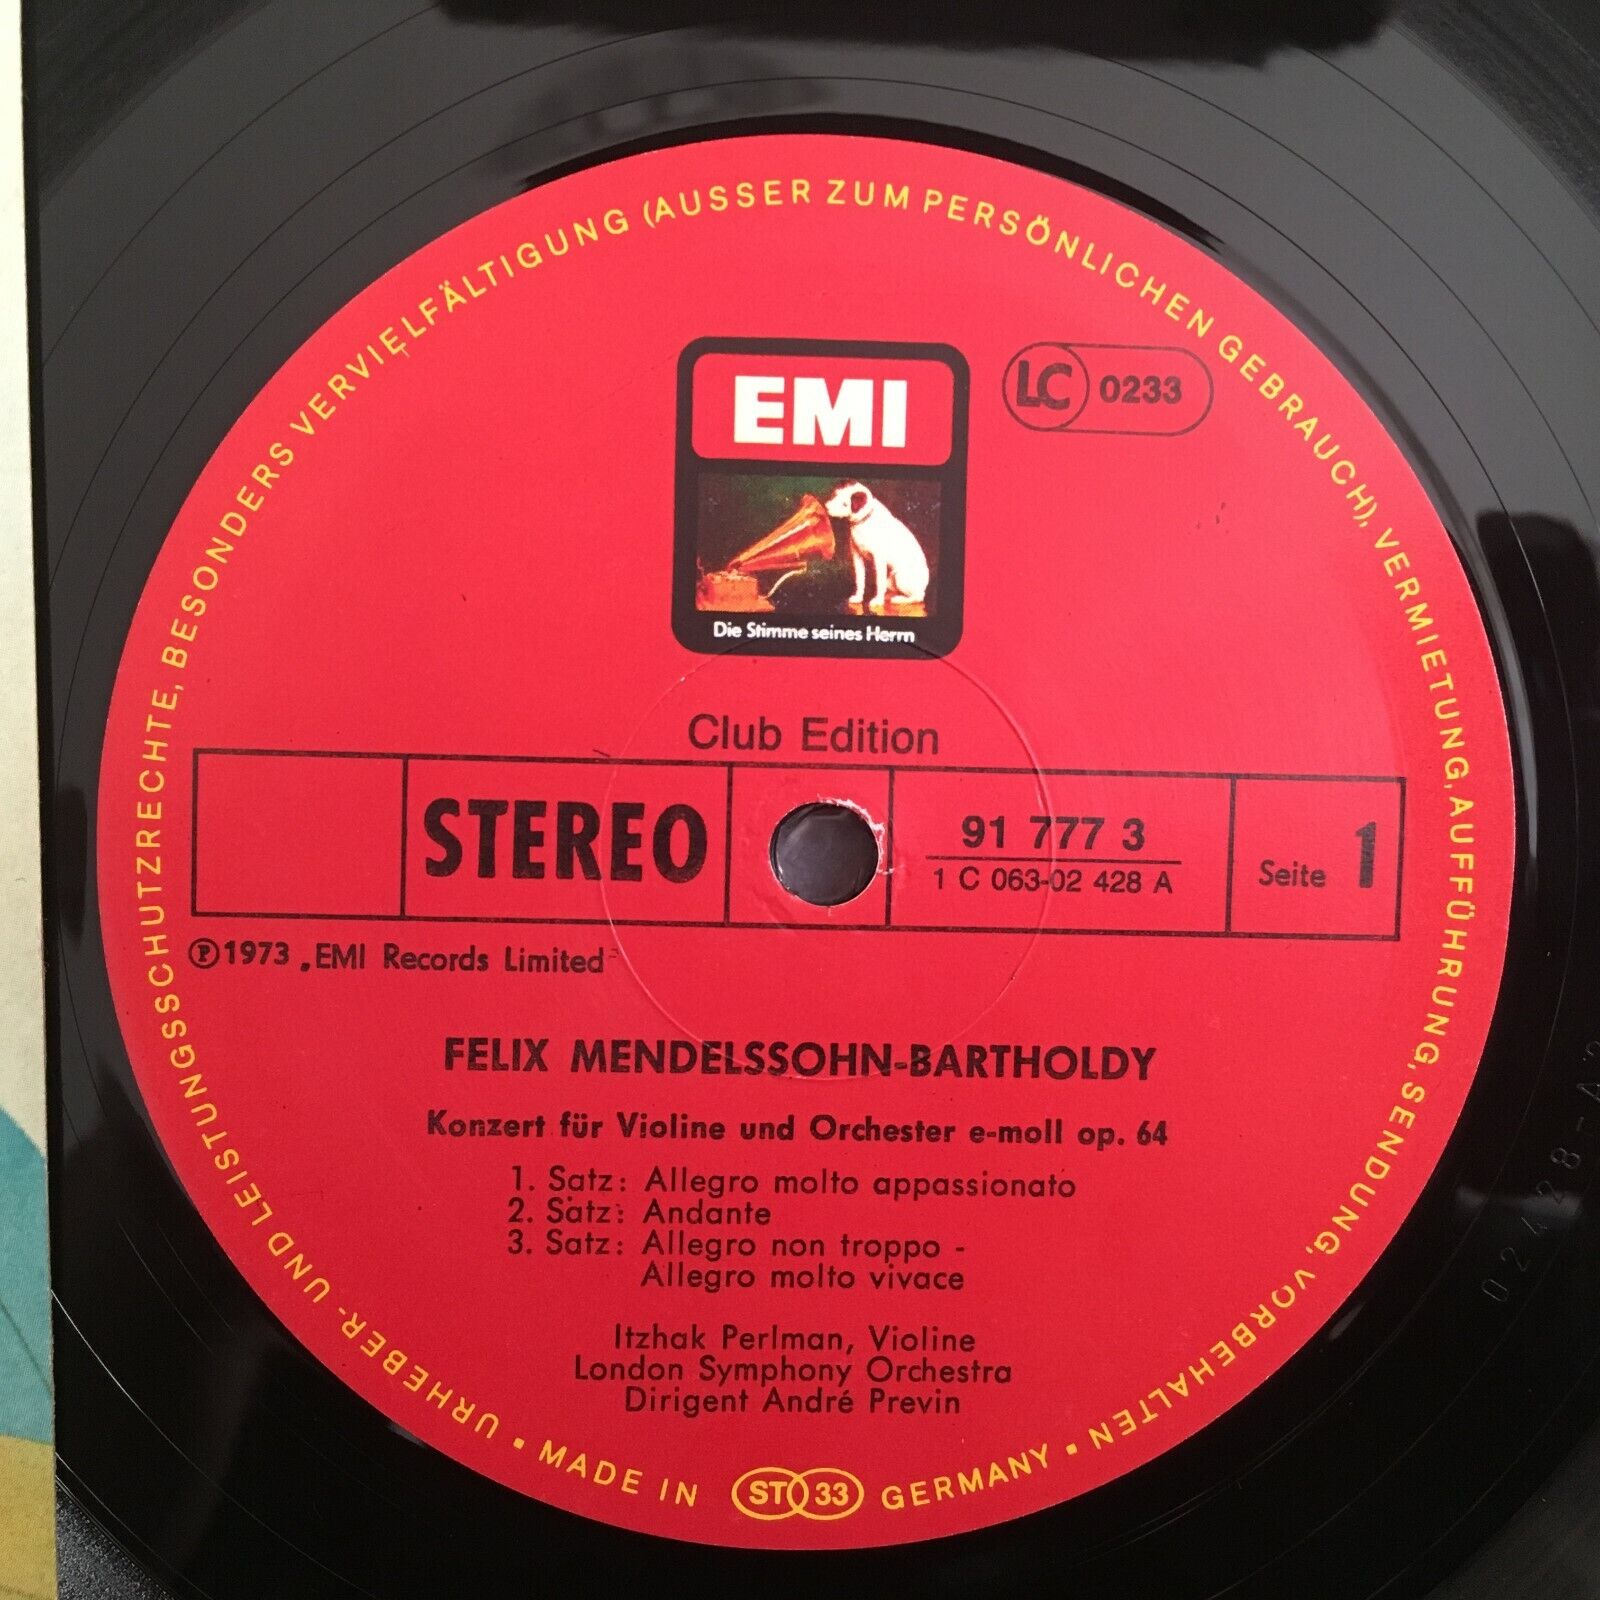 URHEBER- UND LEISTUNGSSCHUTZRECHTE, BESONDERS VERVIELFÄLTIGUNG (AUSSER ZUM PERSÖNLICHEN GEBRAUCH), VERMIETUNG, AUFFÜHRUNG, SENDUNG, VORBEHALTEN
EMI
LC 0233
Die Stimme seines Herrn
Club Edition
STEREO
91 777 3
1 C 063-02 428 A
Seite 1
Ⓟ1973 „EMI Records Limited
FELIX MENDELSSOHN-BARTHOLDY
Konzert für Violine und Orchester e-moll op. 64
1. Satz: Allegro molto appassionato
2. Satz: Andante
3. Satz: Allegro non troppo -
Allegro molto vivace
Itzhak Perlman, Violine
London Symphony Orchestra
Dirigent André Previn
• MADE IN ST 33 GERMANY •